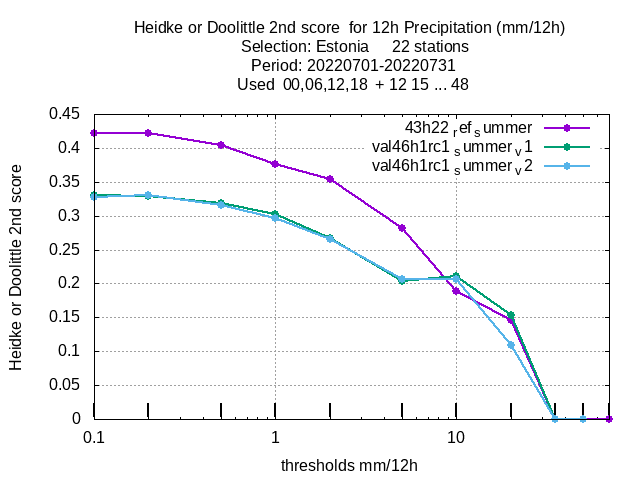 Heidke or Doolittle 2nd score  for 12h Precipitation (mm/12h)
Selection: Estonia     22 stations
Period: 20220701-20220731
Used  00,06,12,18  + 12 15 ... 48
43h22 ref summer
val46h1rc1 summer v1
val46h1rc1 summer v2
Heidke or Doolittle 2nd score
0.45
0.4
0.35
0.3
0.25
0.2
0.15
0.1
0.05
0
0.1 1 10
thresholds mm/12h